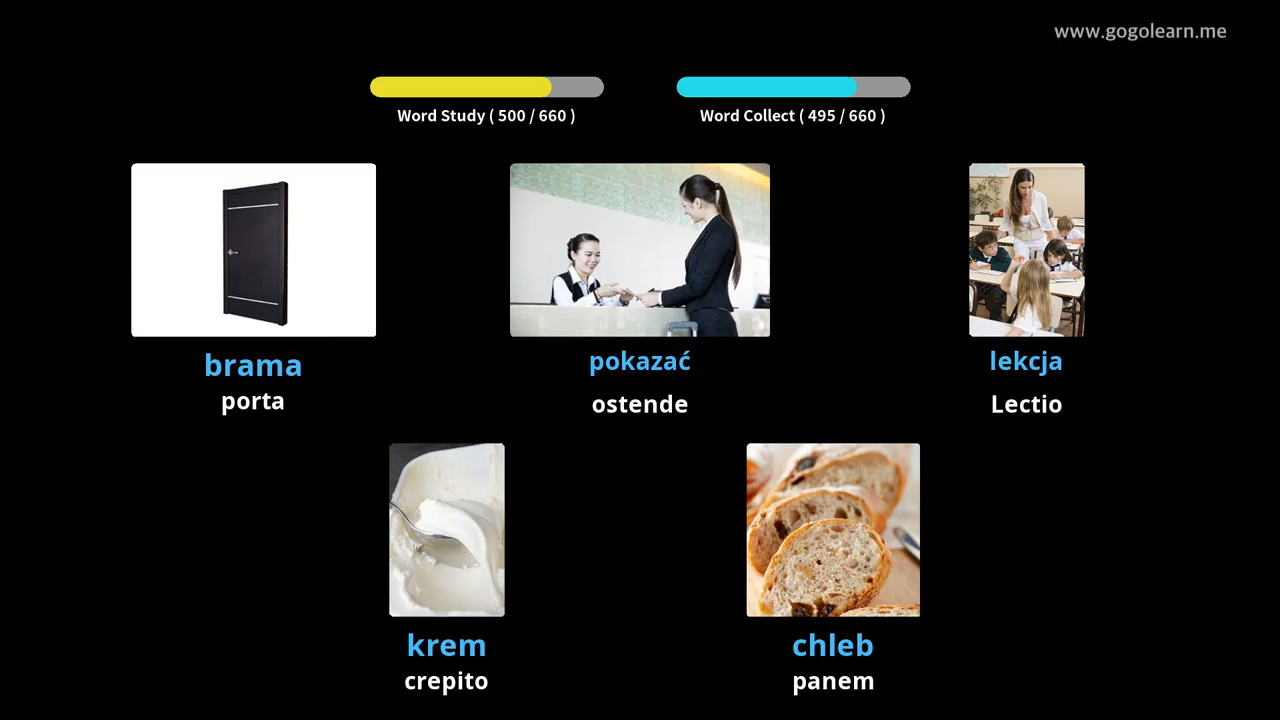 www.gogolearn.me
Word Study ( 500 / 660 )
Word Collect ( 495 / 660 )
brama
porta
pokazać
ostende
lekcja
Lectio
krem
crepito
chleb
panem